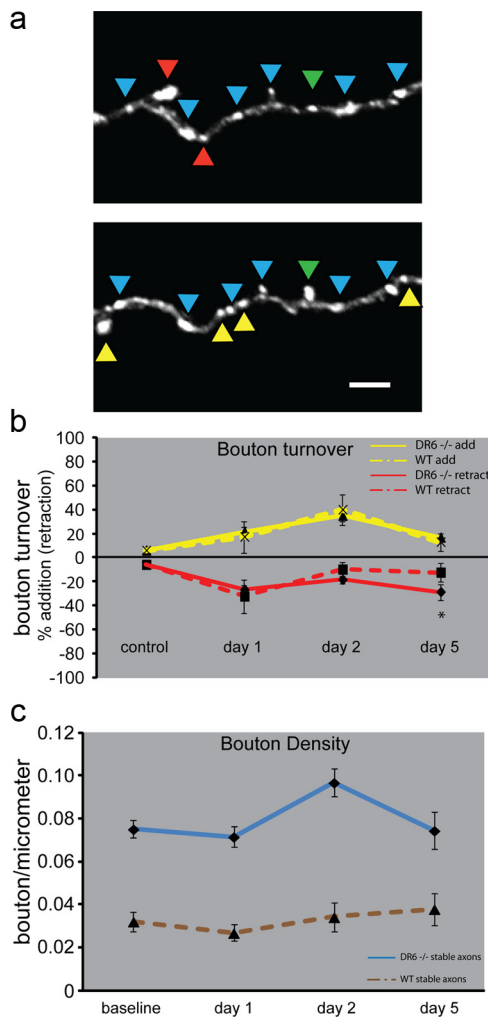 a
b
Bouton turnover
DR6 -/- add
WT add
DR6 -/- retract
WT retract
bouton turnover
% addition (retraction)
100
80
60
40
20
0
-20
-40
-60
-80
-100
control
day 1
day 2
day 5
*
c
Bouton Density
bouton/micrometer
0.12
0.10
0.08
0.06
0.04
0.02
0
DR6 -/- stable axons
WT stable axons
baseline
day 1
day 2
day 5